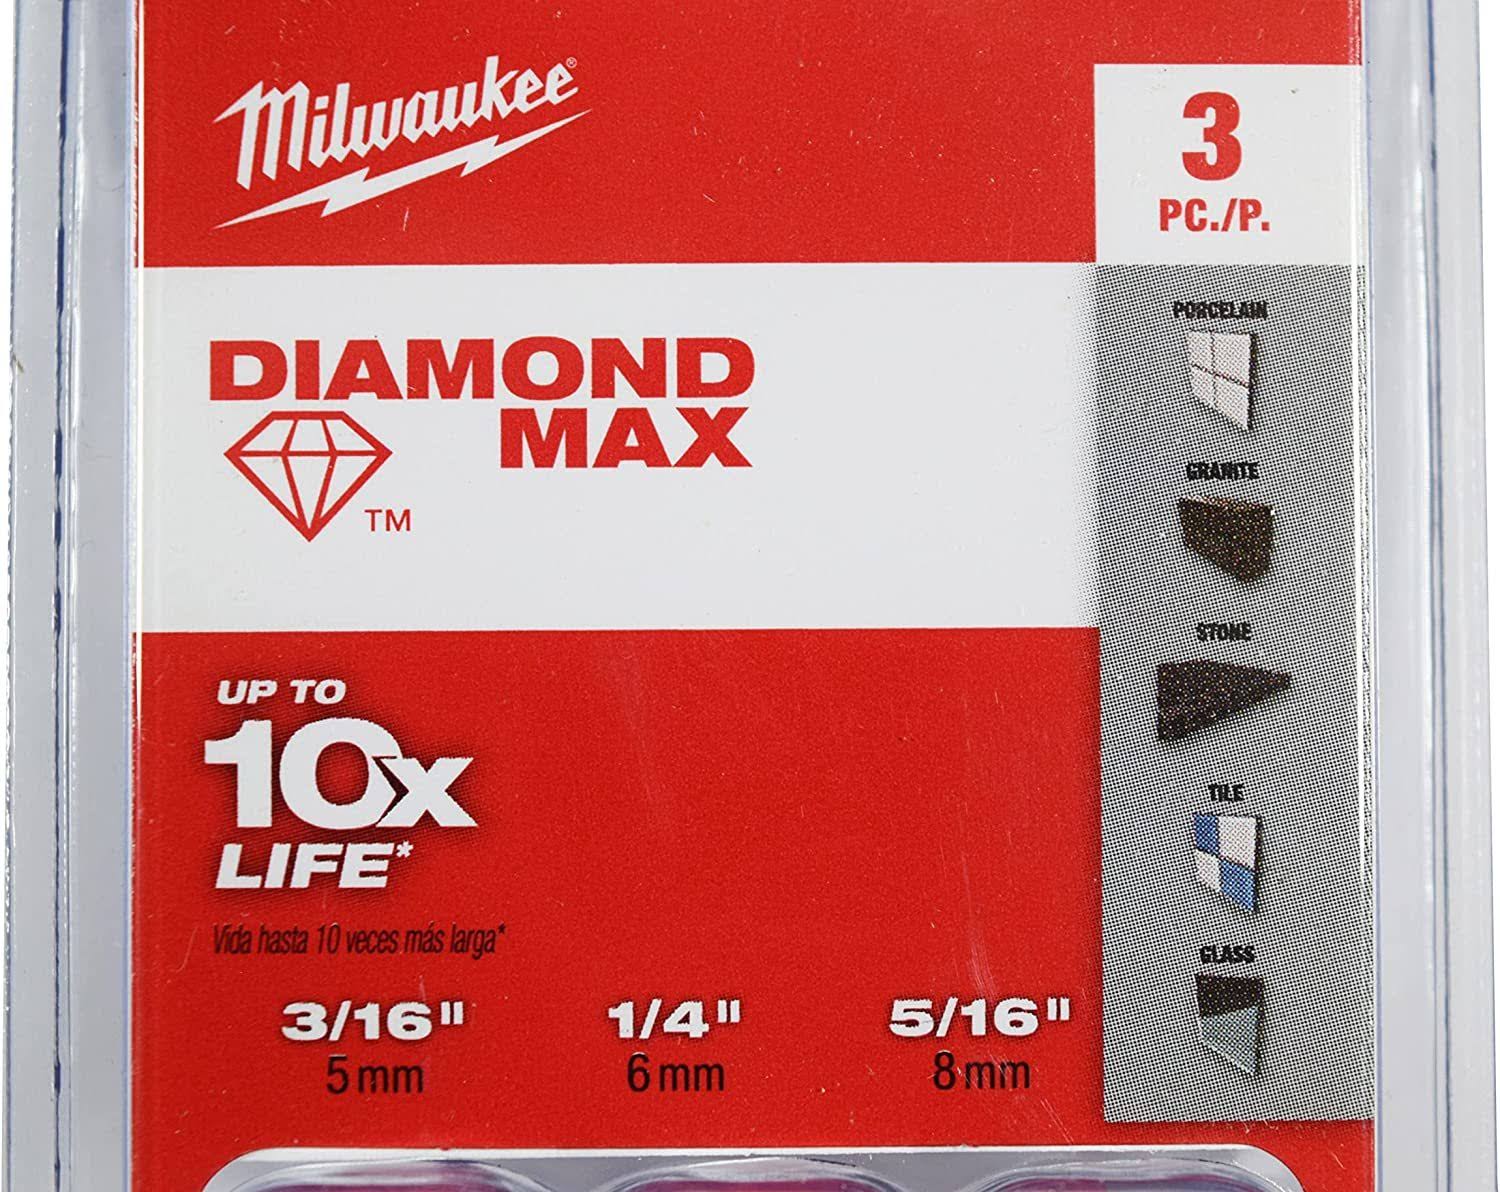 Milwaukee®
3
PC./P.
DIAMOND
MAX
TM
UP TO
10x
LIFE*
Vida hasta 10 veces más larga*
3/16" 1/4" 5/16"
5mm 6mm 8mm
PORCELAIN
GRANITE
STONE
TILE
GLASS